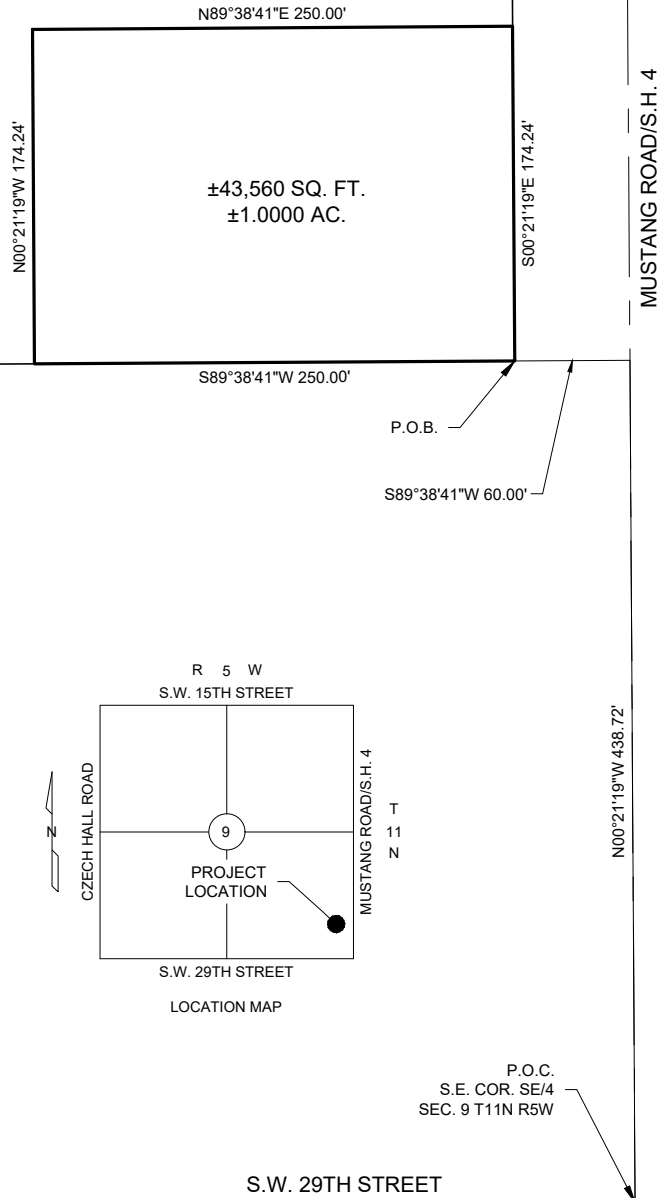 N89°38'41"E 250.00'
N00°21'19"W 174.24'
±43,560 SQ. FT.
±1.0000 AC.
S00°21'19"E 174.24'
MUSTANG ROAD/S.H. 4
S89°38'41"W 250.00'
P.O.B.
S89°38'41"W 60.00'
R 5 W
S.W. 15TH STREET
N
CZECH HALL ROAD
9
MUSTANG ROAD/S.H. 4
T
11
N
PROJECT
LOCATION
S.W. 29TH STREET
LOCATION MAP
N00°21'19"W 438.72'
P.O.C.
S.E. COR. SE/4
SEC. 9 T11N R5W
S.W. 29TH STREET